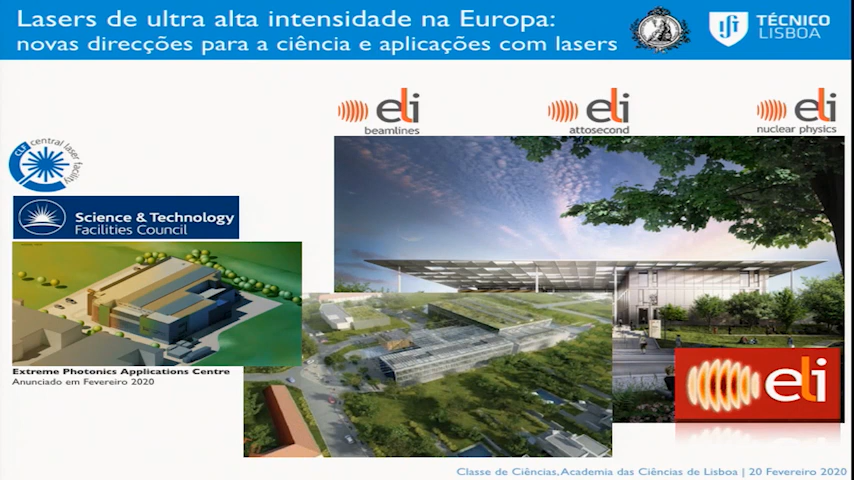 Lasers de ultra alta intensidade na Europa:
novas direcções para a ciência e aplicações com lasers
TÉCNICO
LISBOA
eli
beamlines
eli
attosecond
eli
nuclear physics
CLF central laser facility
Science & Technology
Facilities Council
Extreme Photonics Applications Centre
Anunciado em Fevereiro 2020
eli
Classe de Ciências, Academia das Ciências de Lisboa | 20 Fevereiro 2020